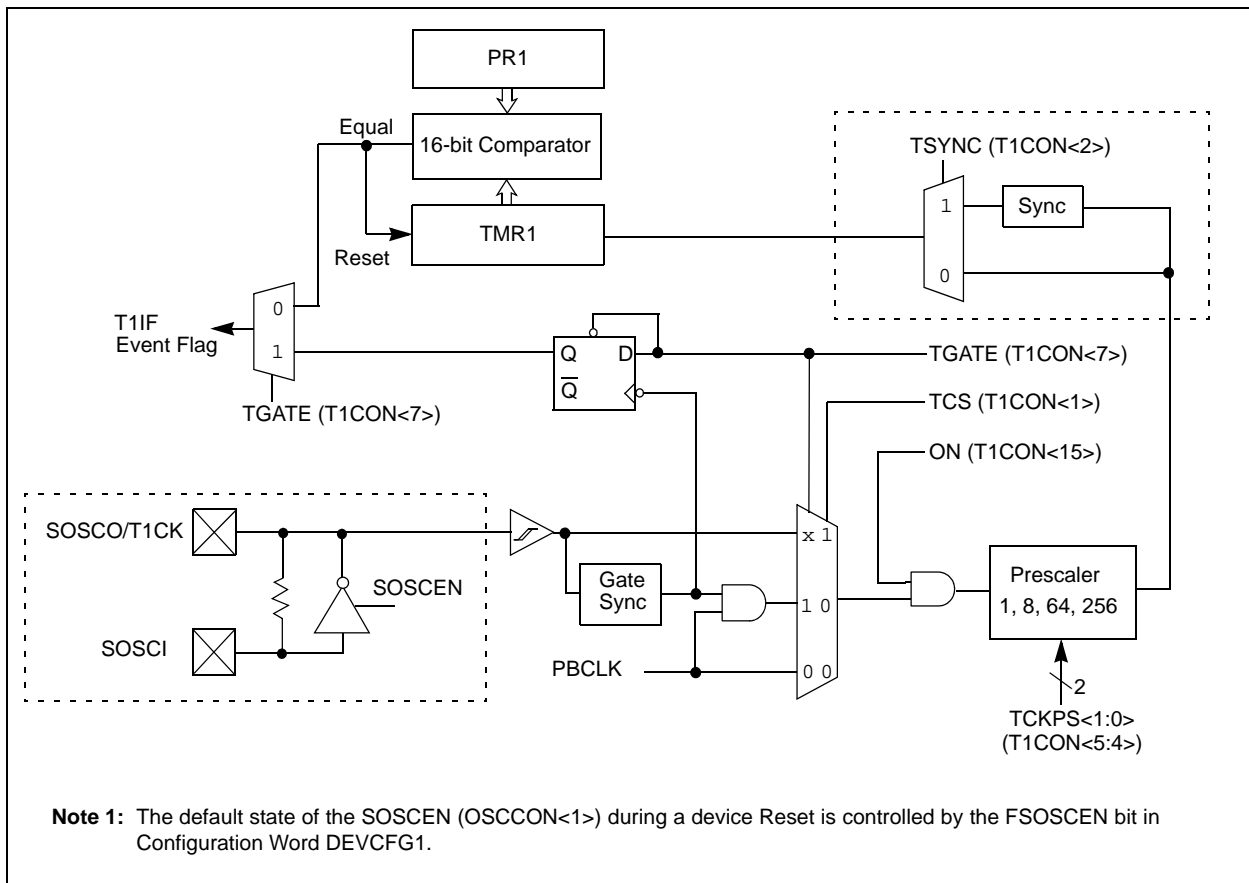 PR1
Equal
16-bit Comparator
TSYNC (T1CON<2>)
1
Sync
TMR1
Reset
0
0
T1IF
Event Flag
1
Q D
Q̅
TGATE (T1CON<7>)
TGATE (T1CON<7>)
TCS (T1CON<1>)
ON (T1CON<15>)
SOSCO/T1CK
x 1
SOSCEN
Gate
Sync
Prescaler
1, 8, 64, 256
1 0
SOSCI
PBCLK
0 0
2
TCKPS<1:0>
(T1CON<5:4>)
Note 1: The default state of the SOSCEN (OSCCON<1>) during a device Reset is controlled by the FSOSCEN bit in
Configuration Word DEVCFG1.